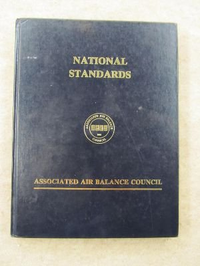 NATIONAL
STANDARDS
ASSOCIATED AIR BALANCE COUNCIL